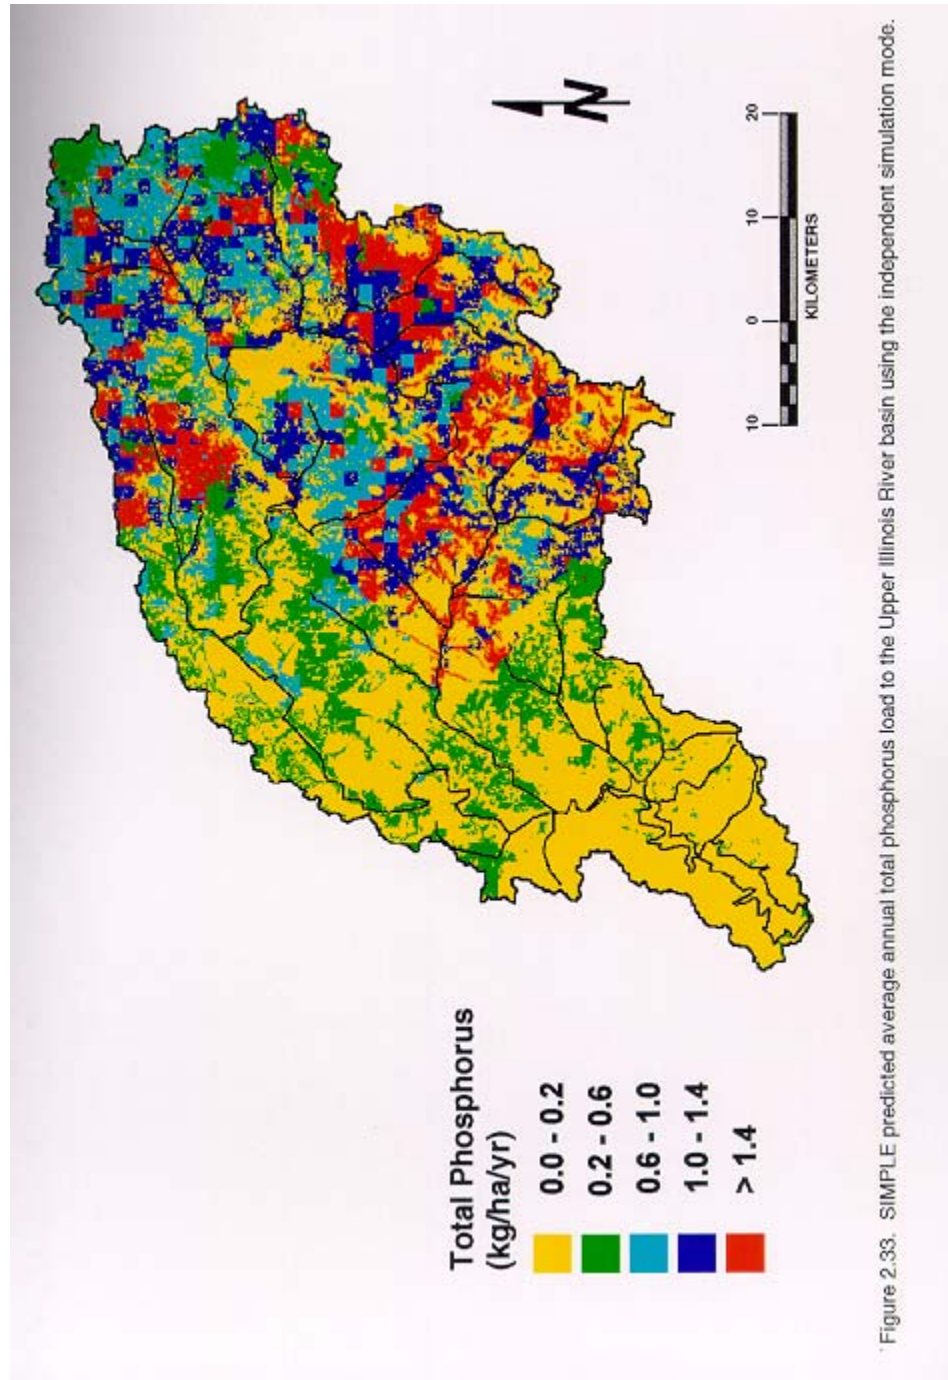 N
20
10
0
10
KILOMETERS
Total Phosphorus
(kg/ha/yr)
0.0 - 0.2
0.2 - 0.6
0.6 - 1.0
1.0 - 1.4
> 1.4
Figure 2.33. SIMPLE predicted average annual total phosphorus load to the Upper Illinois River basin using the independent simulation mode.